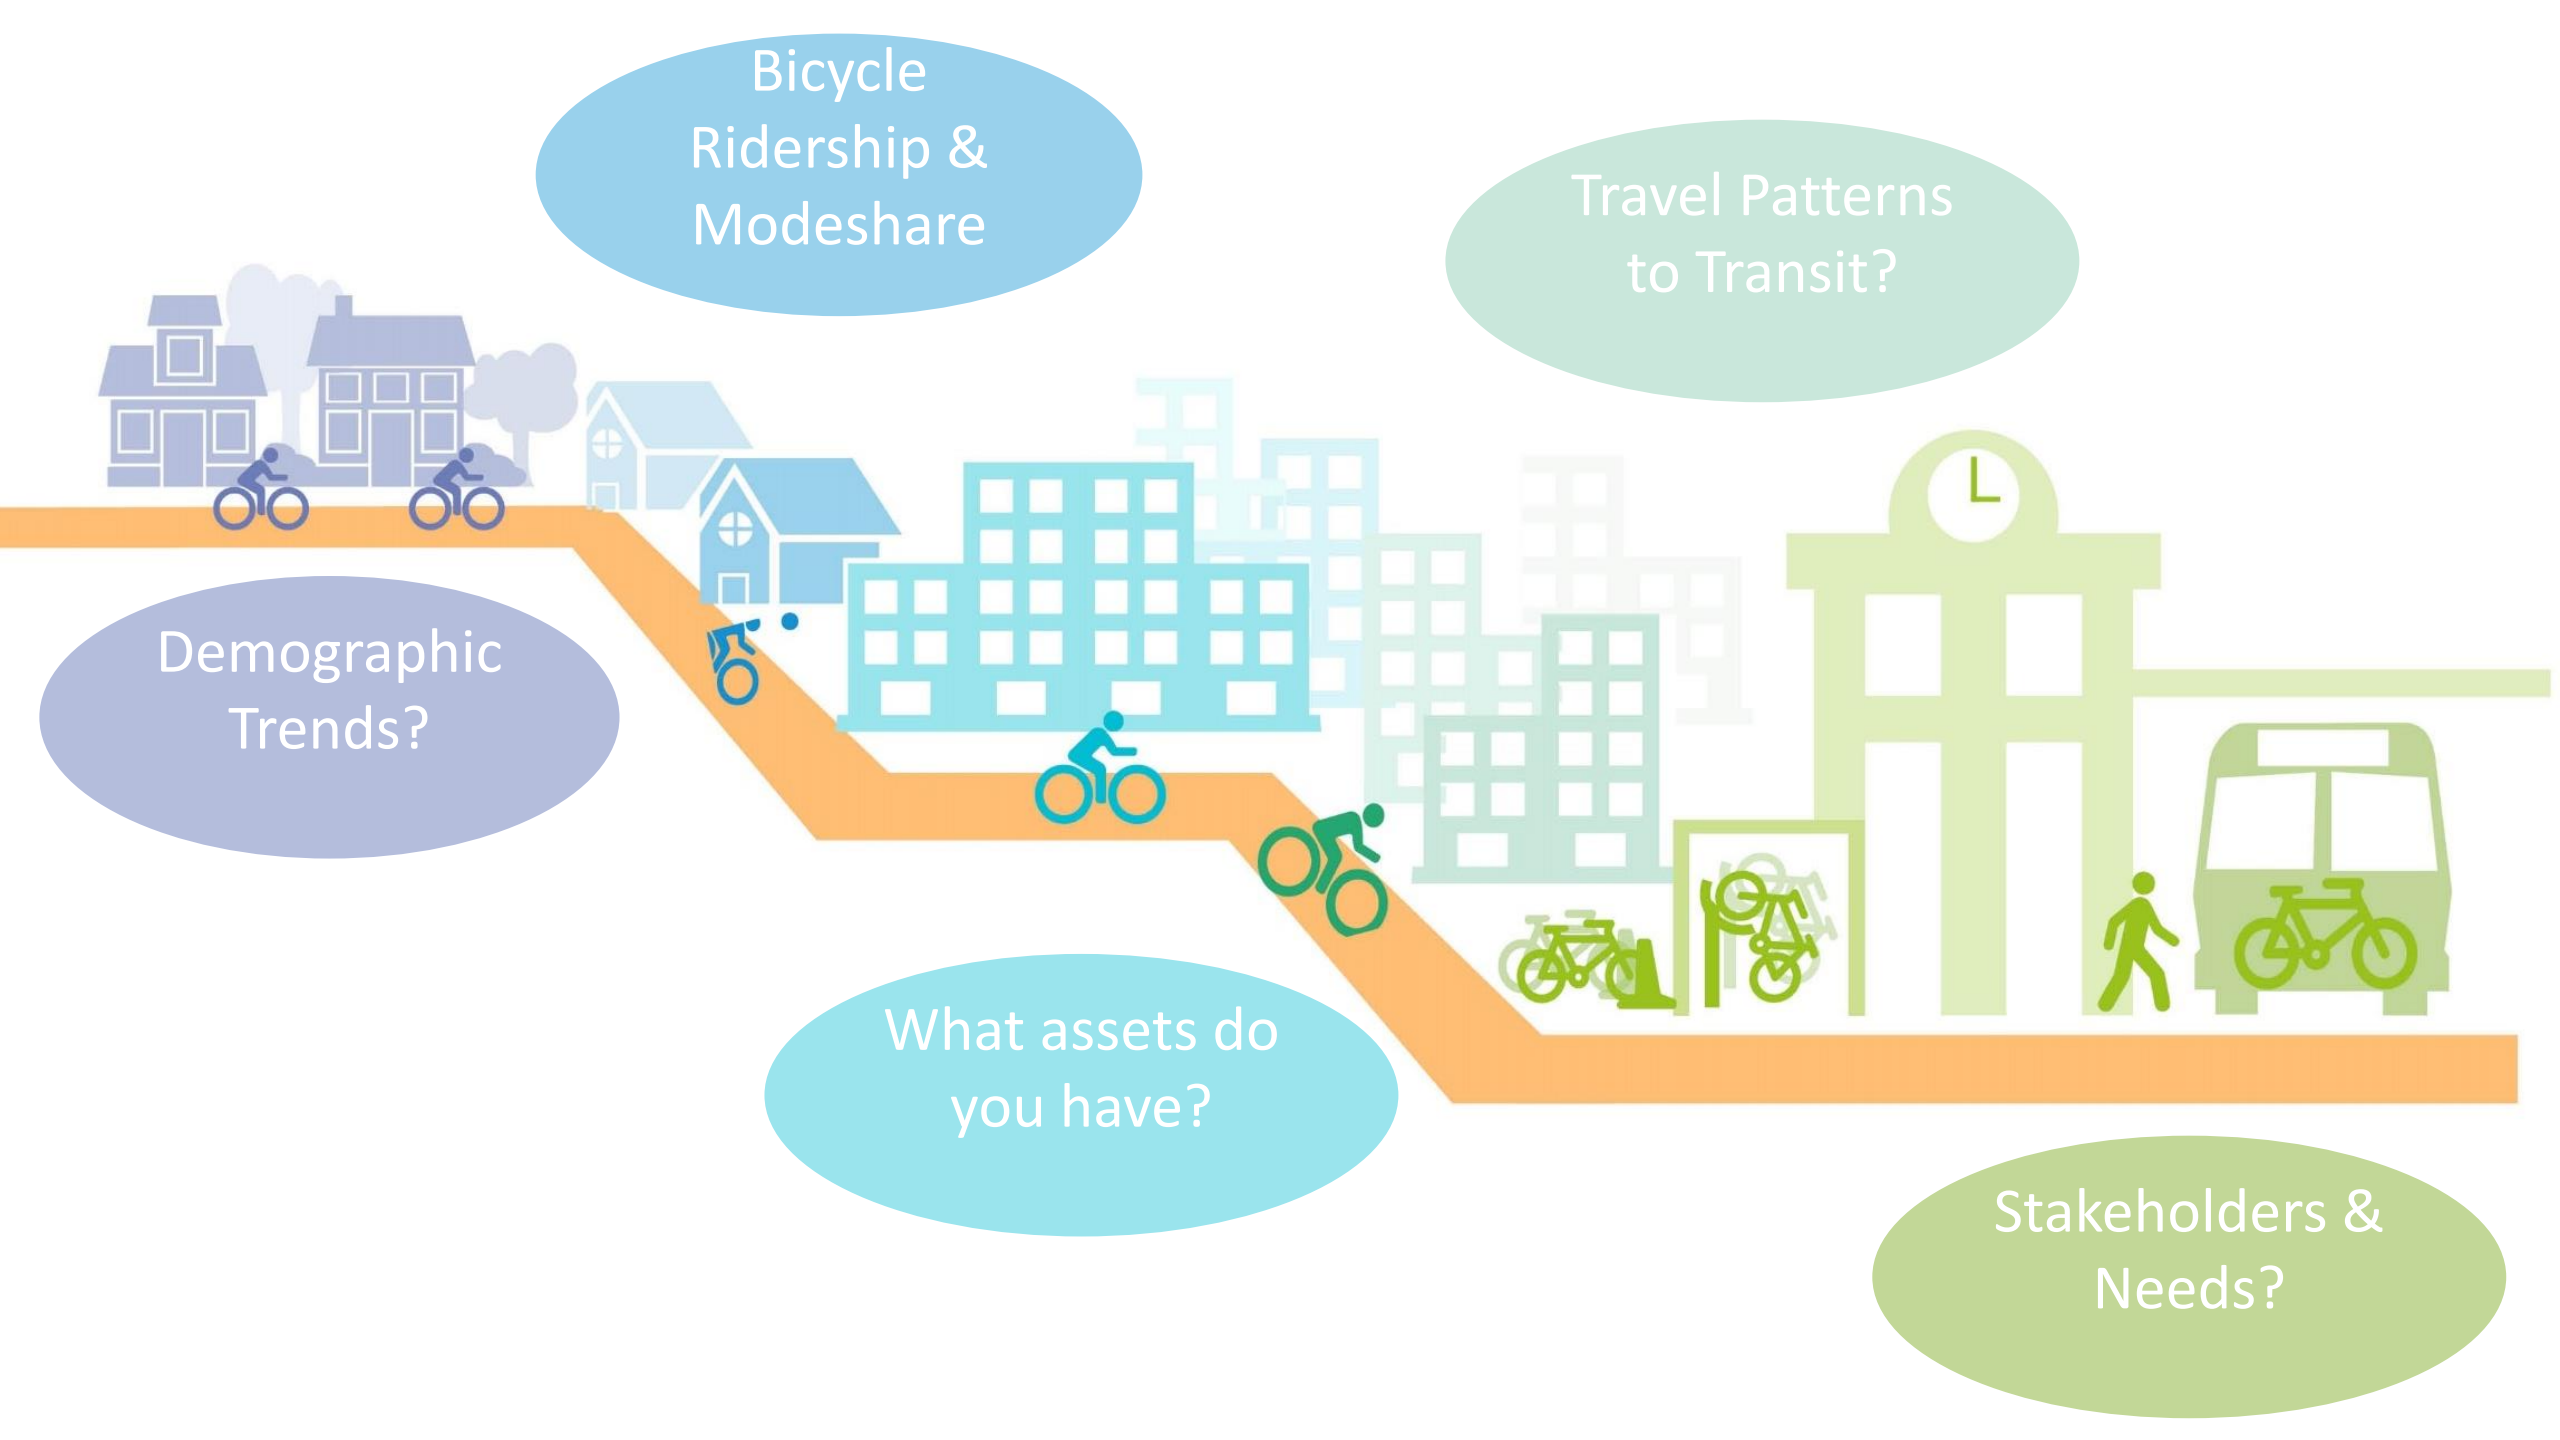 Bicycle
Ridership &
Modeshare
Travel Patterns
to Transit?
Demographic
Trends?
What assets do
you have?
Stakeholders &
Needs?